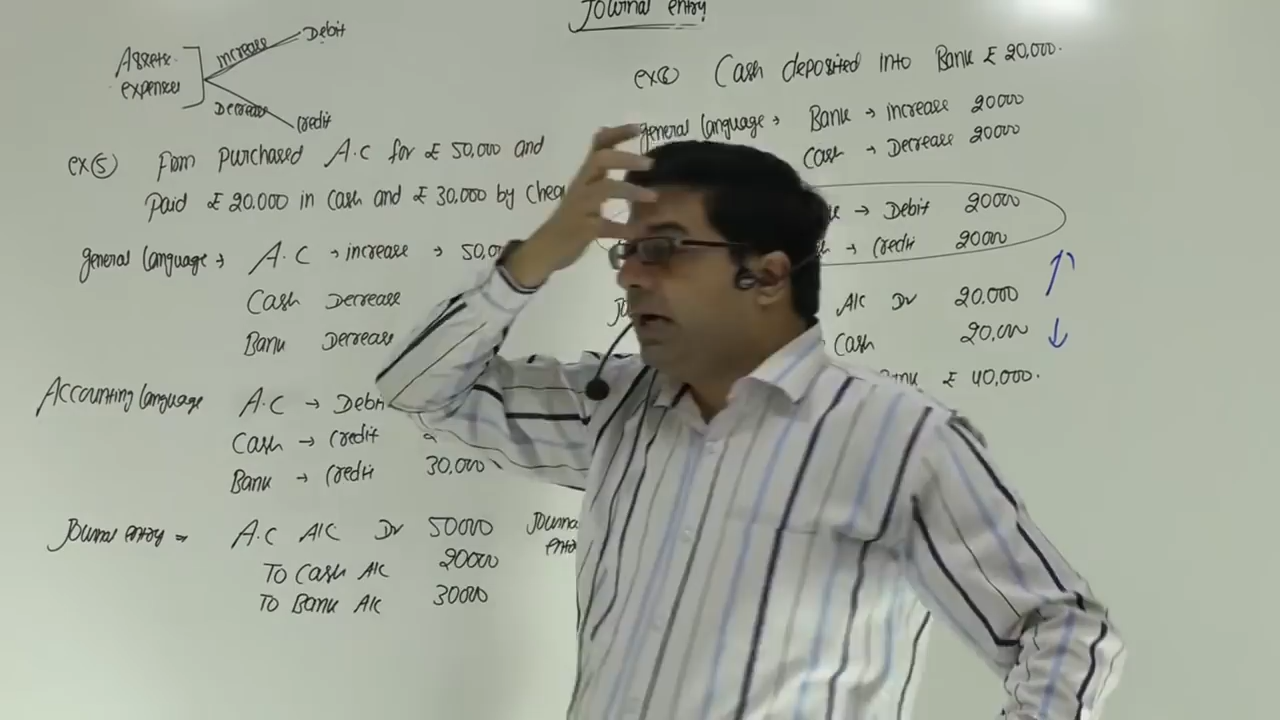 Journal entry
Assets
expenses
increase
Debit
Decrease
credit
ex(5) Firm purchased A.C for £ 50,000 and
Paid £ 20.000 in cash and £ 30,000 by
general language → A.C → increase → 50,
Cash Decrease
Bank Decrease
Accounting language A.C → Debit
Cash → credit
Bank → credit 30,000
Journal entry = A.C A/C Dr 50000
To Cash A/C 20000
To Bank A/C 30000
ex(6) Cash deposited into Bank £ 20,000.
general language → Bank → increase 20000
Cash → Decrease 20000
→ Debit 20000
→ credit 20000
A/C Dr 20.000
Cash 20,000
£ 40,000.
Journal